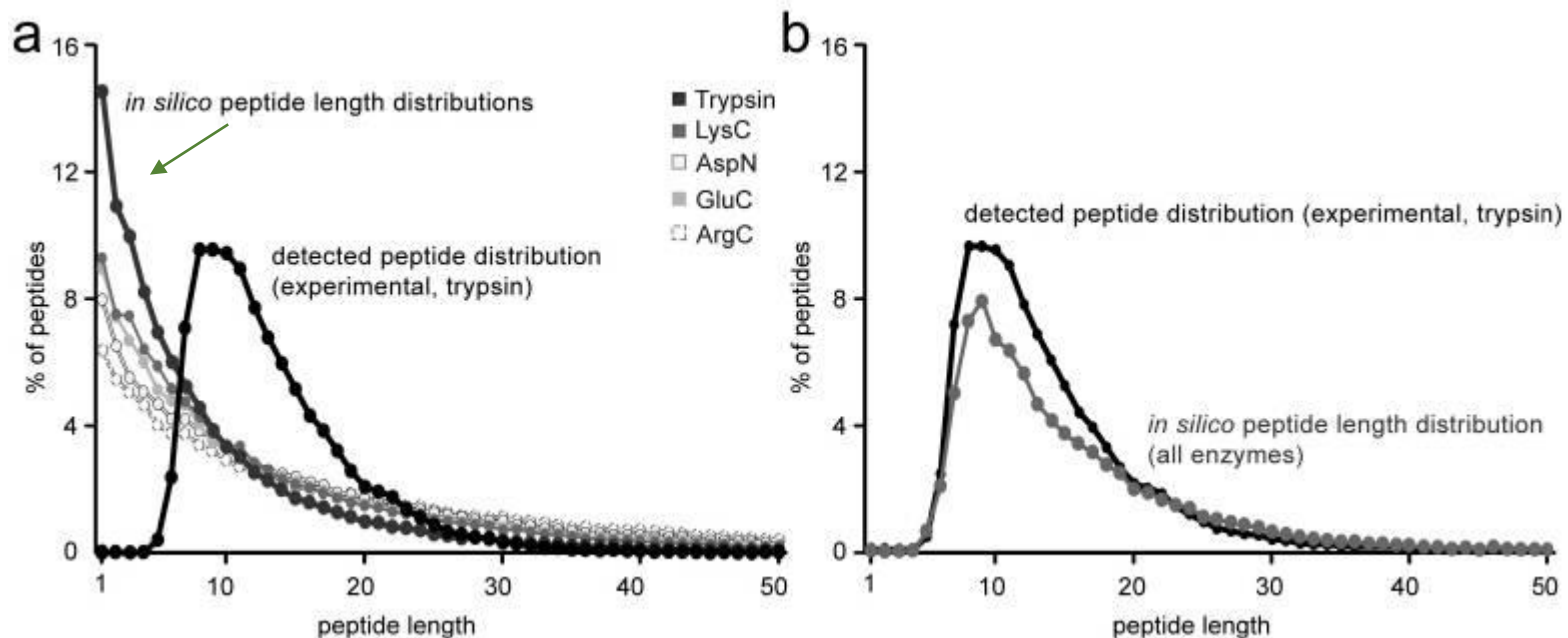 a
16
12
8
4
0
% of peptides
in silico peptide length distributions
Trypsin
LysC
AspN
GluC
ArgC
detected peptide distribution
(experimental, trypsin)
1
10
20
30
40
50
peptide length
b
16
12
8
4
0
% of peptides
detected peptide distribution (experimental, trypsin)
in silico peptide length distribution
(all enzymes)
1
10
20
30
40
50
peptide length